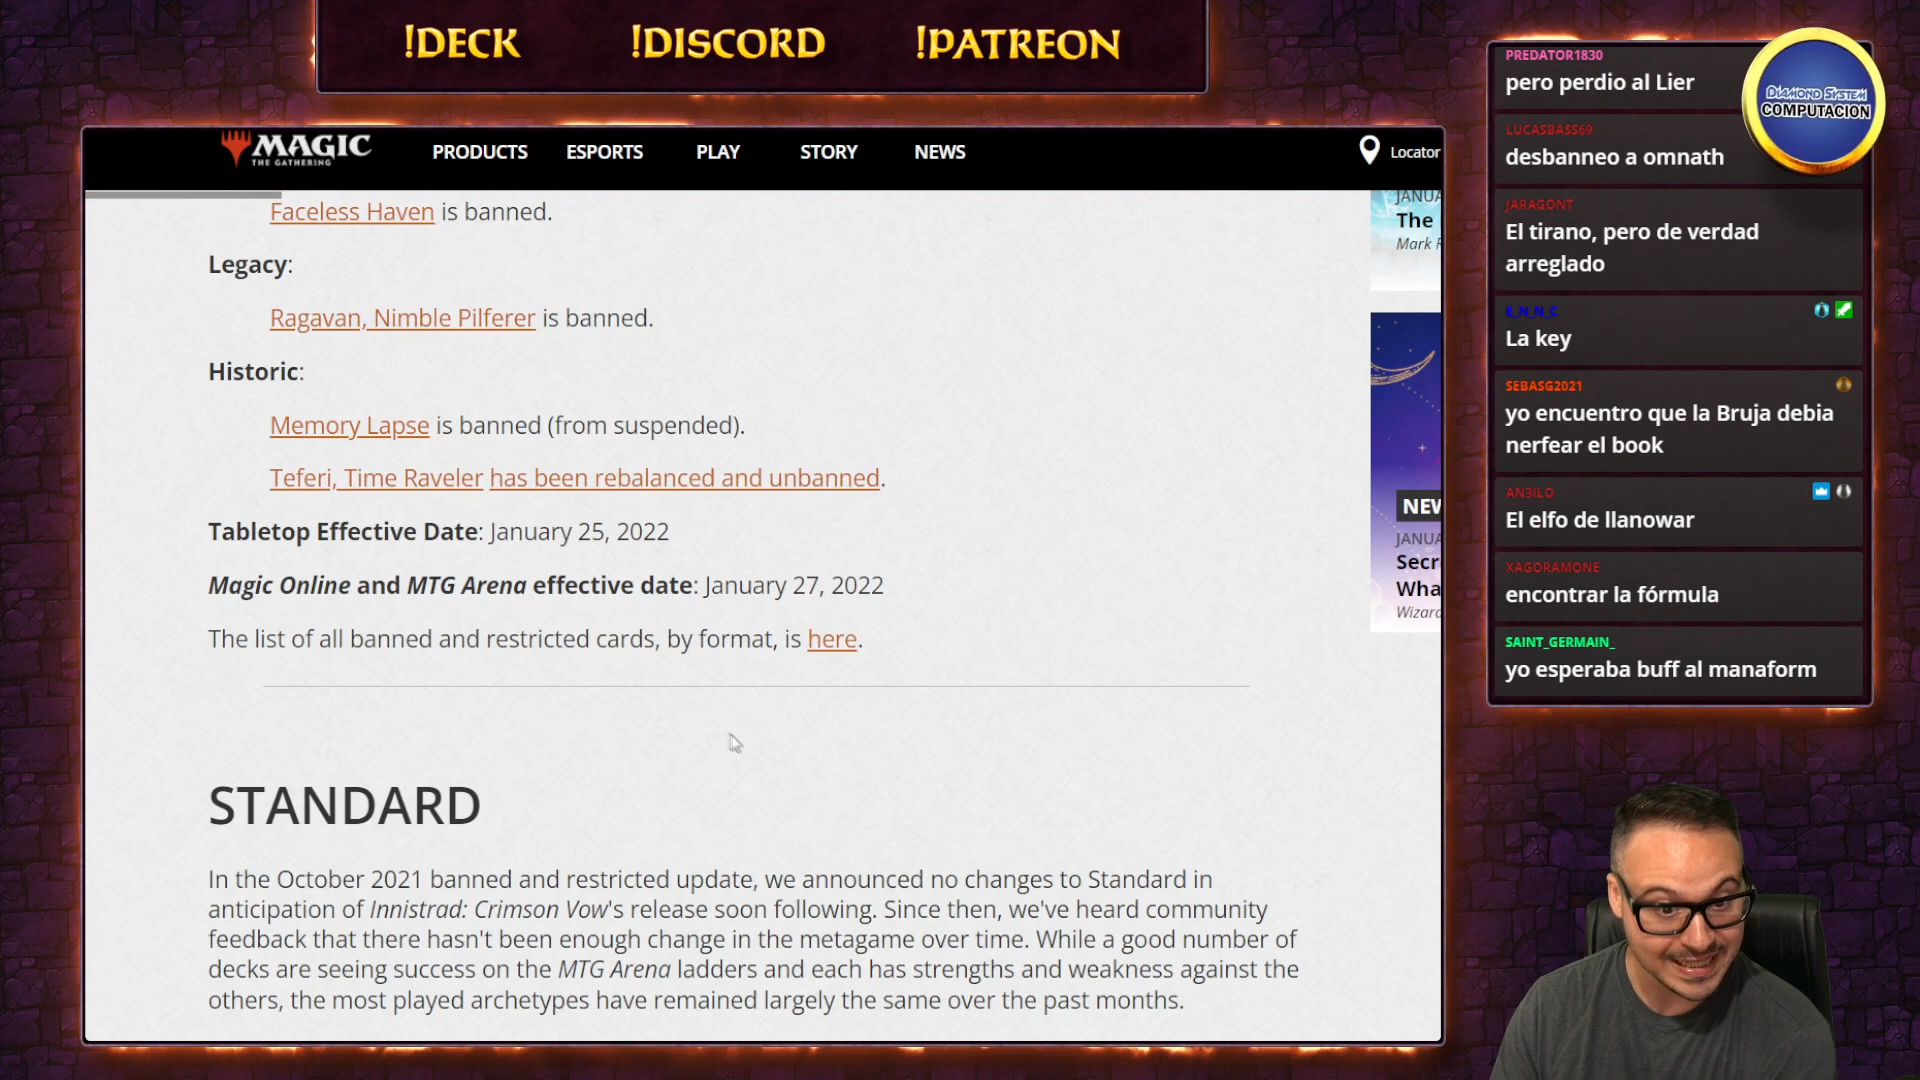 !DECK
!DISCORD
!PATREON
MAGIC
THE GATHERING
PRODUCTS
ESPORTS
PLAY
STORY
NEWS
Locator
Faceless Haven is banned.
Legacy:
Ragavan, Nimble Pilferer is banned.
Historic:
Memory Lapse is banned (from suspended).
Teferi, Time Raveler has been rebalanced and unbanned.
Tabletop Effective Date: January 25, 2022
Magic Online and MTG Arena effective date: January 27, 2022
The list of all banned and restricted cards, by format, is here.
STANDARD
In the October 2021 banned and restricted update, we announced no changes to Standard in
anticipation of Innistrad: Crimson Vow's release soon following. Since then, we've heard community
feedback that there hasn't been enough change in the metagame over time. While a good number of
decks are seeing success on the MTG Arena ladders and each has strengths and weakness against the
others, the most played archetypes have remained largely the same over the past months.
JANUA
The
Mark R
NEW
JANUA
Secr
Wha
Wizard
PREDATOR1830
pero perdio al Lier
LUCASBASS69
desbanneo a omnath
JARAGONT
El tirano, pero de verdad
arreglado
E_N_N_C
La key
SEBASG2021
yo encuentro que la Bruja debia
nerfear el book
AN3ILO
El elfo de llanowar
XAGORAMONE
encontrar la fórmula
SAINT_GERMAIN_
yo esperaba buff al manaform
DIAMOND SYSTEM
COMPUTACION